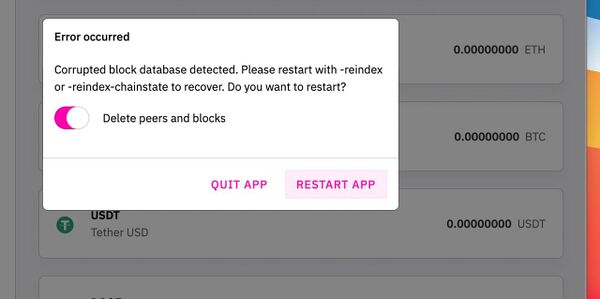 Error occurred
Corrupted block database detected. Please restart with -reindex
or -reindex-chainstate to recover. Do you want to restart?
Delete peers and blocks
QUIT APP RESTART APP
0.00000000 ETH
0.00000000 BTC
USDT
Tether USD
0.00000000 USDT